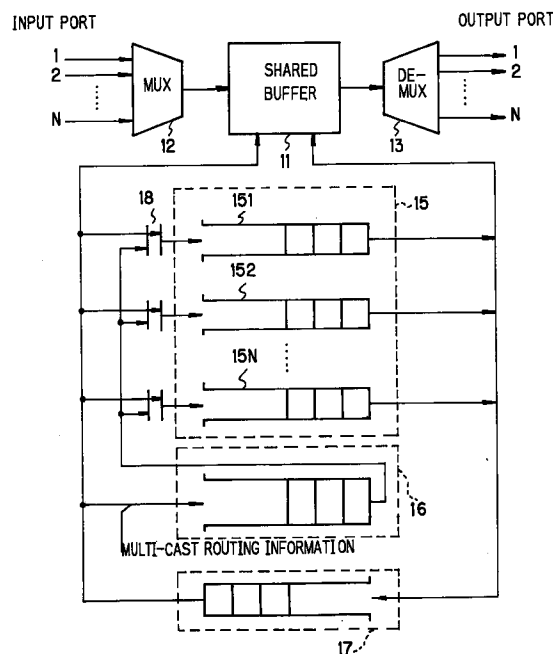 INPUT PORT
OUTPUT PORT
1
2
N
MUX
12
SHARED
BUFFER
11
DE-
MUX
13
1
2
N
18
151
15
152
15N
16
MULTI-CAST ROUTING INFORMATION
17